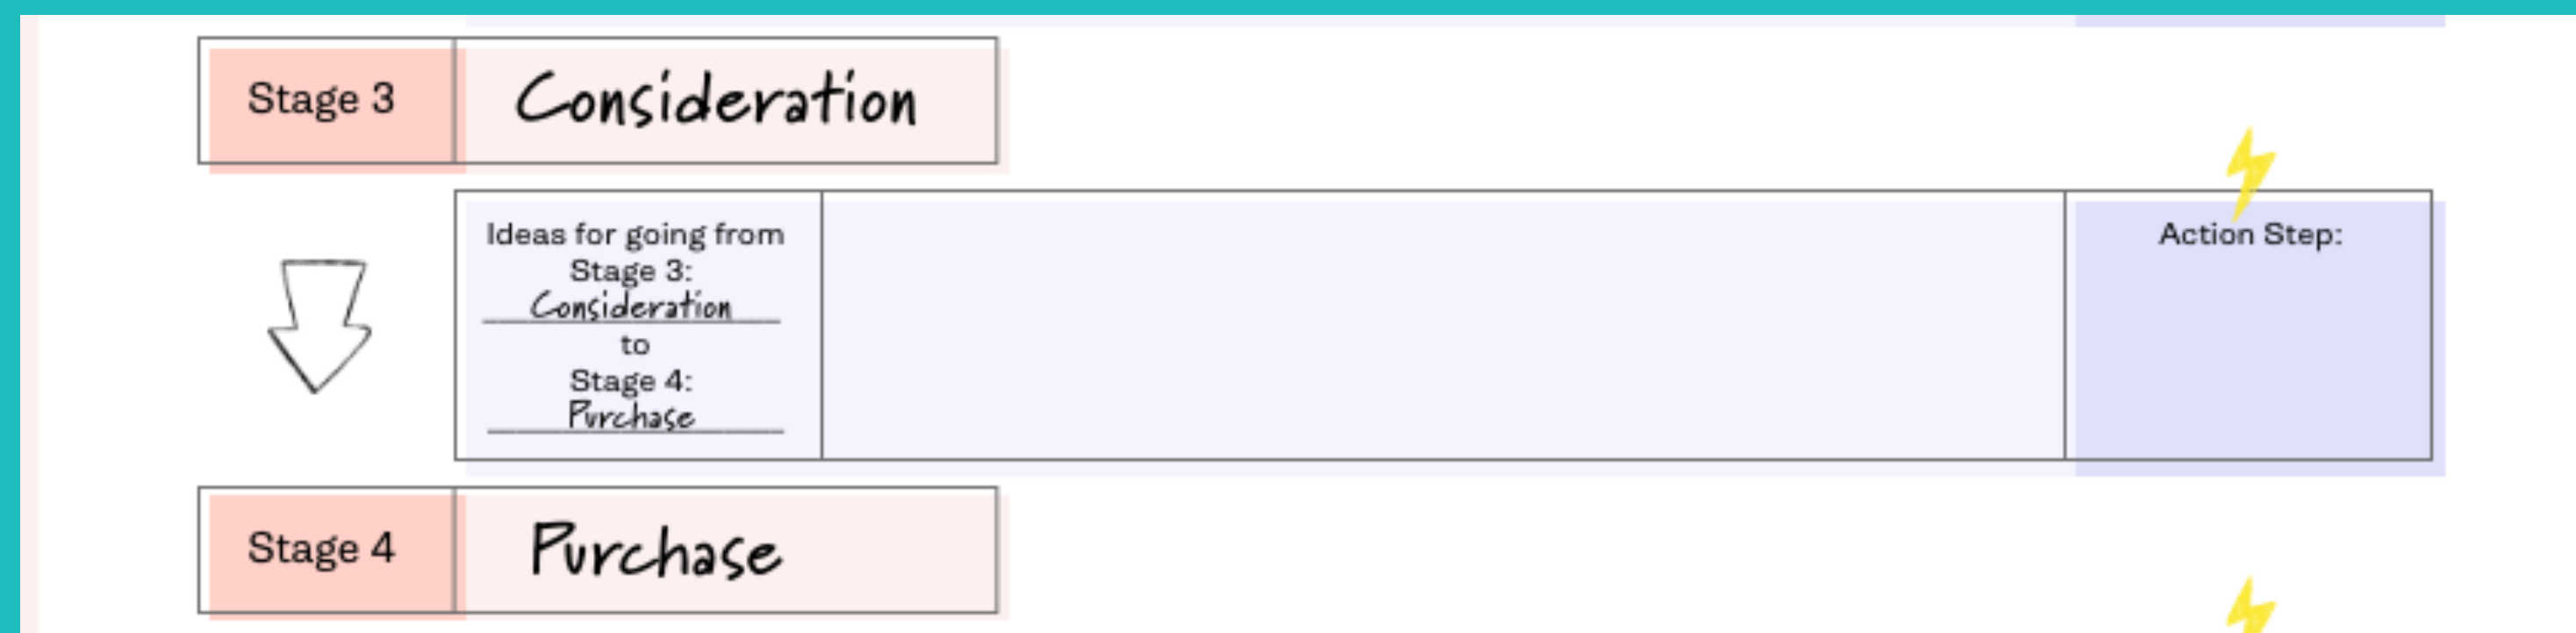 Stage 3
Consideration
Ideas for going from
Stage 3:
Consideration
to
Stage 4:
Purchase
Action Step:
Stage 4
Purchase